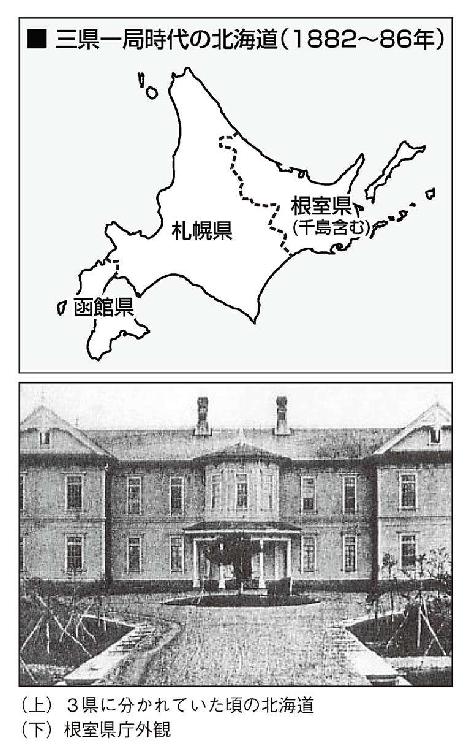 ■ 三県一局時代の北海道（1882～86年）
根室県
（千島含む）
札幌県
函館県
（上）３県に分かれていた頃の北海道
（下）根室県庁外観